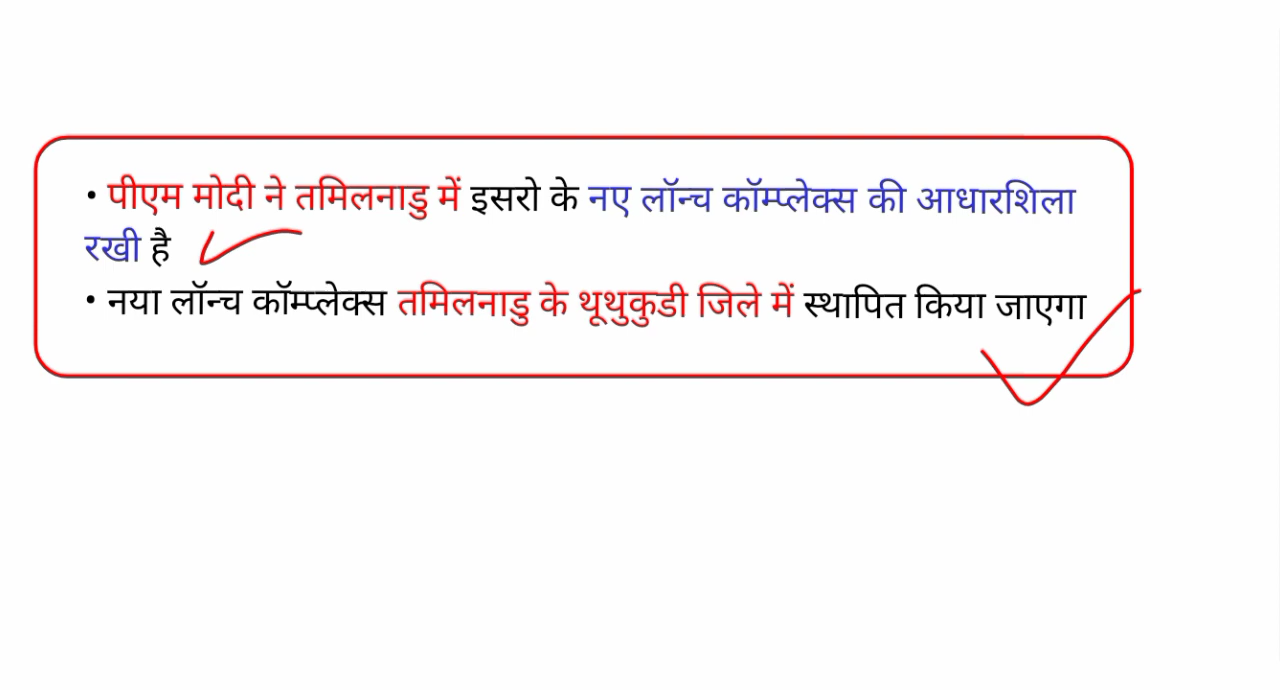 • पीएम मोदी ने तमिलनाडु में इसरो के नए लॉन्च कॉम्प्लेक्स की आधारशिला
रखी है
• नया लॉन्च कॉम्प्लेक्स तमिलनाडु के थूथुकुडी जिले में स्थापित किया जाएगा